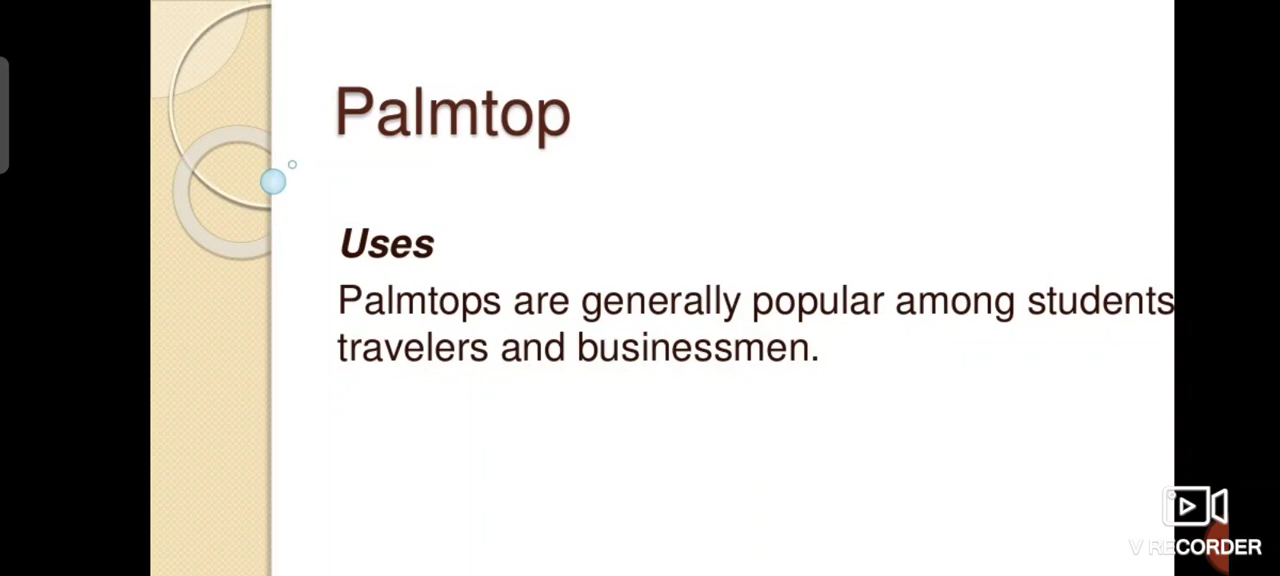 Palmtop
Uses
Palmtops are generally popular among students
travelers and businessmen.
V RECORDER